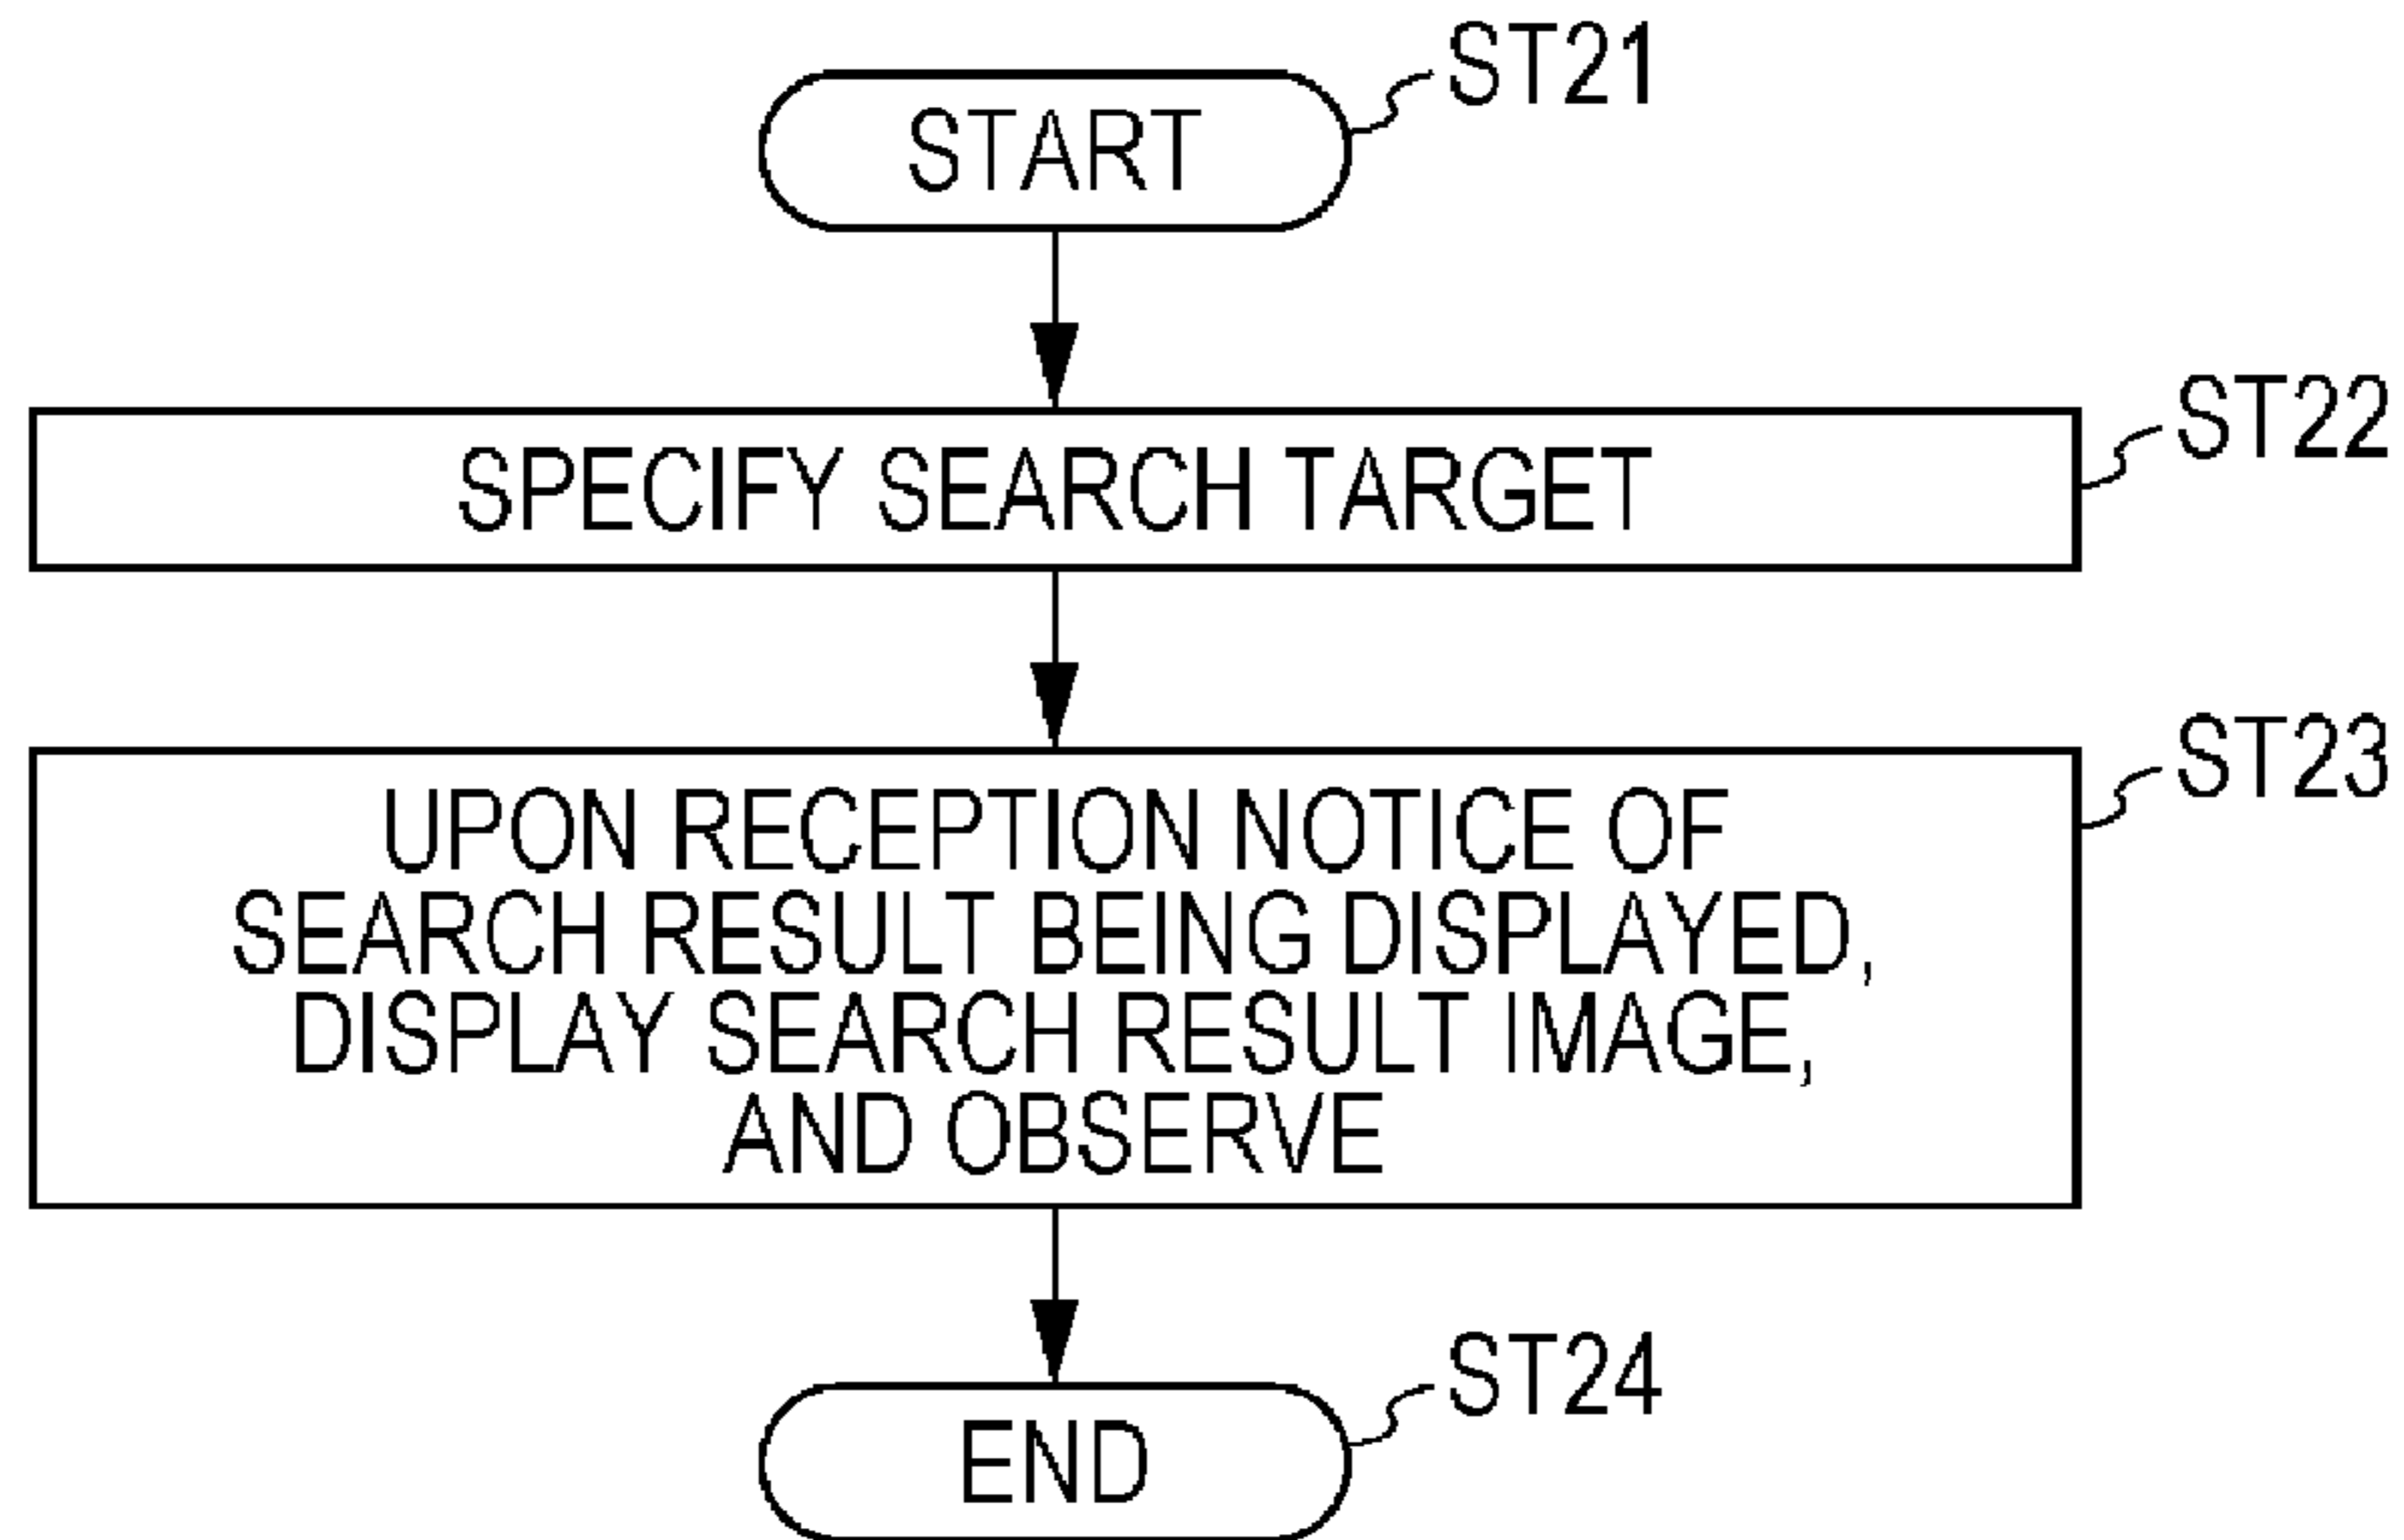 START
ST21
SPECIFY SEARCH TARGET
ST22
UPON RECEPTION NOTICE OF
SEARCH RESULT BEING DISPLAYED,
DISPLAY SEARCH RESULT IMAGE,
AND OBSERVE
ST23
END
ST24